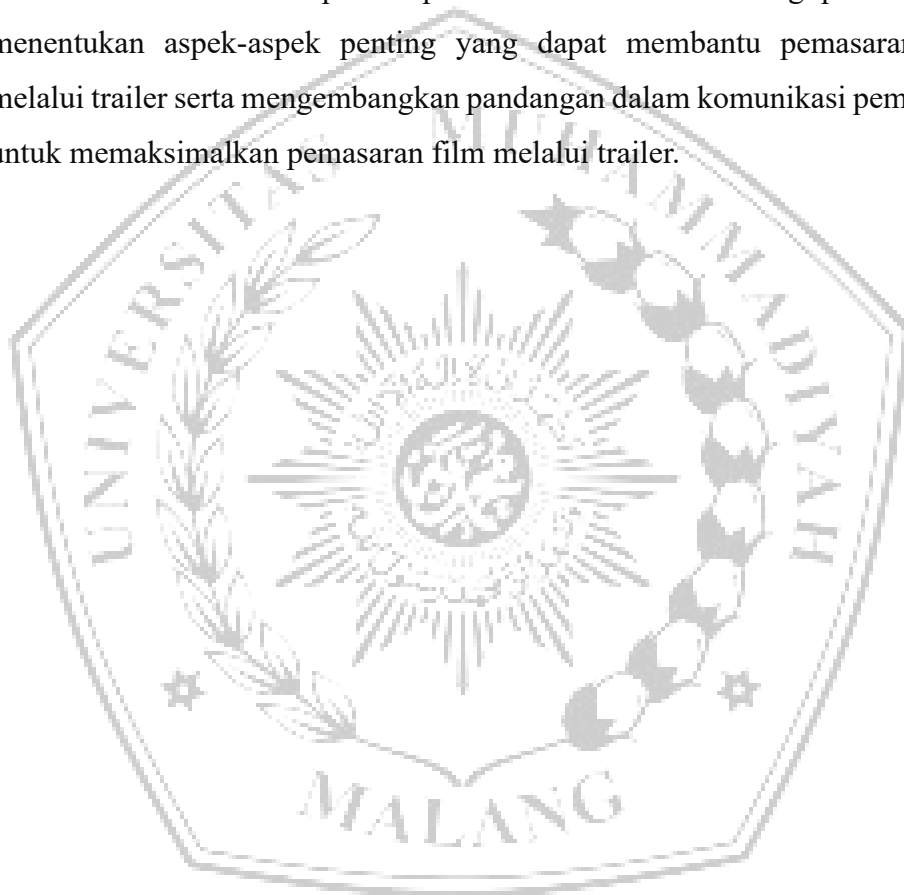 menentukan aspek-aspek penting yang dapat membantu pemasaran
melalui trailer serta mengembangkan pandangan dalam komunikasi pem
untuk memaksimalkan pemasaran film melalui trailer.
UNIVERSITAS MUHAMMADIYAH
MALANG